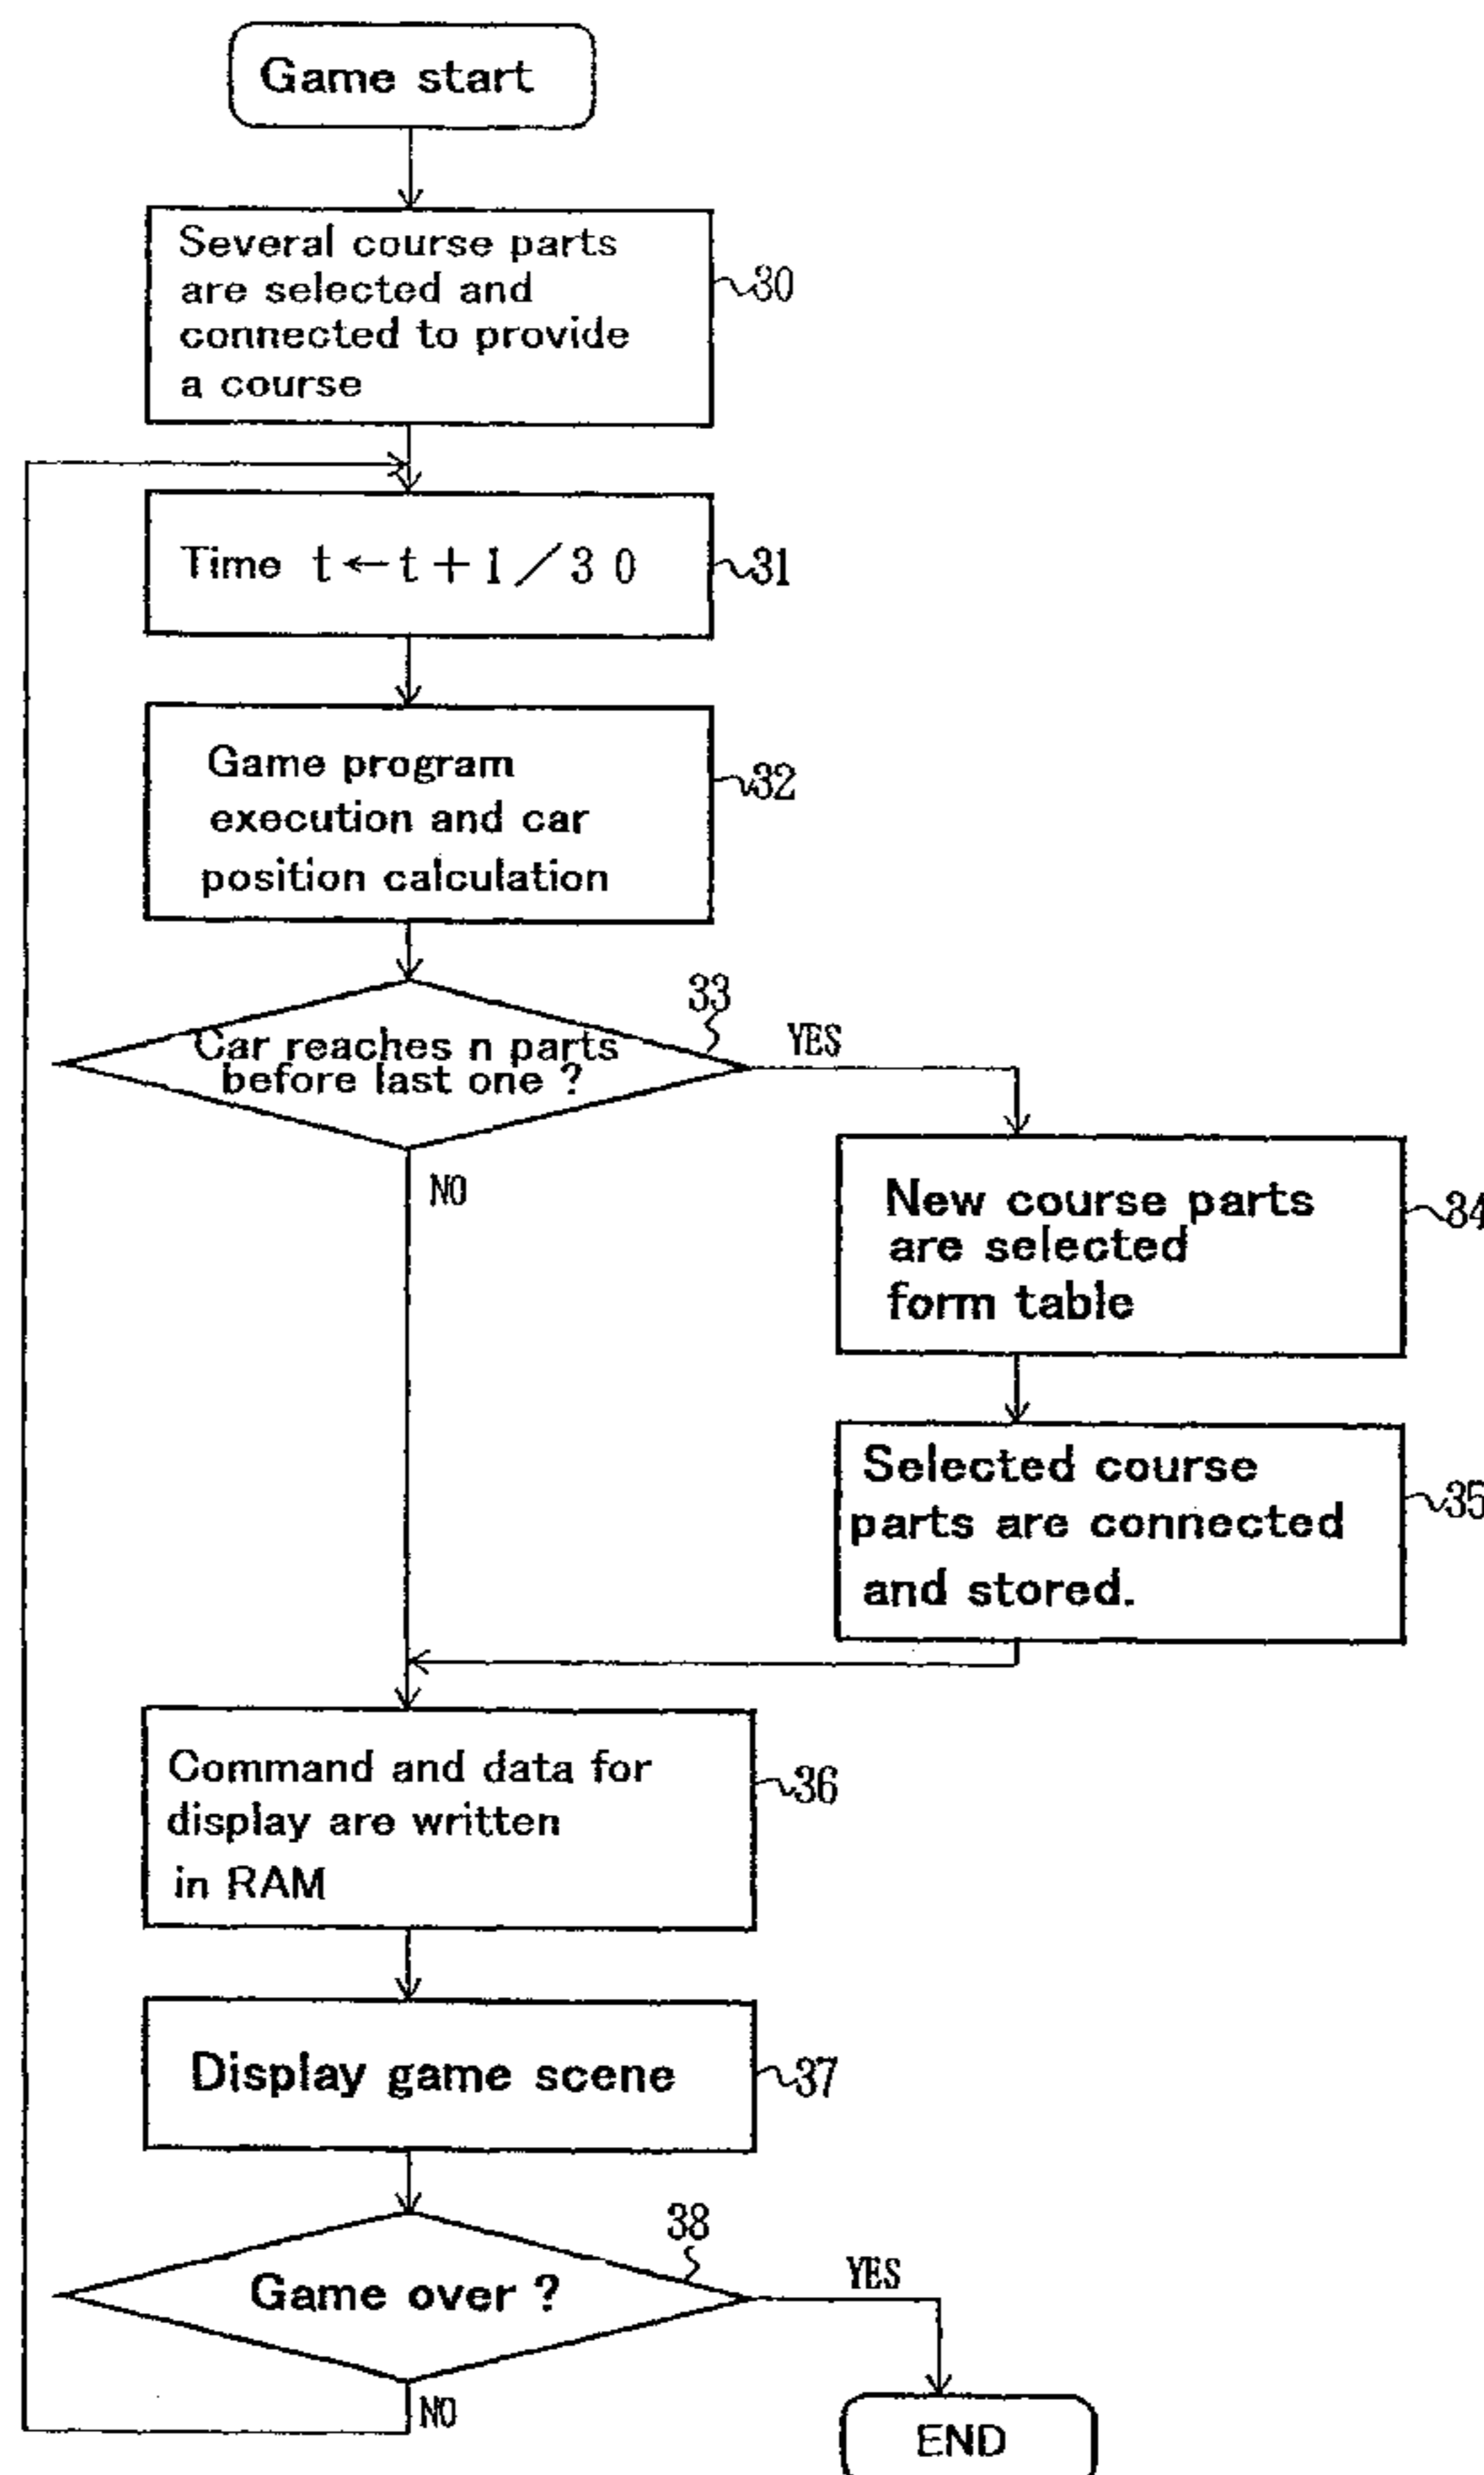 Game start
Several course parts
are selected and
connected to provide
a course
30
Time t←t+1/30
31
Game program
execution and car
position calculation
32
33
Car reaches n parts
before last one ?
YES
NO
New course parts
are selected
form table
34
Selected course
parts are connected
and stored.
35
Command and data for
display are written
in RAM
36
Display game scene
37
38
Game over ?
YES
NO
END